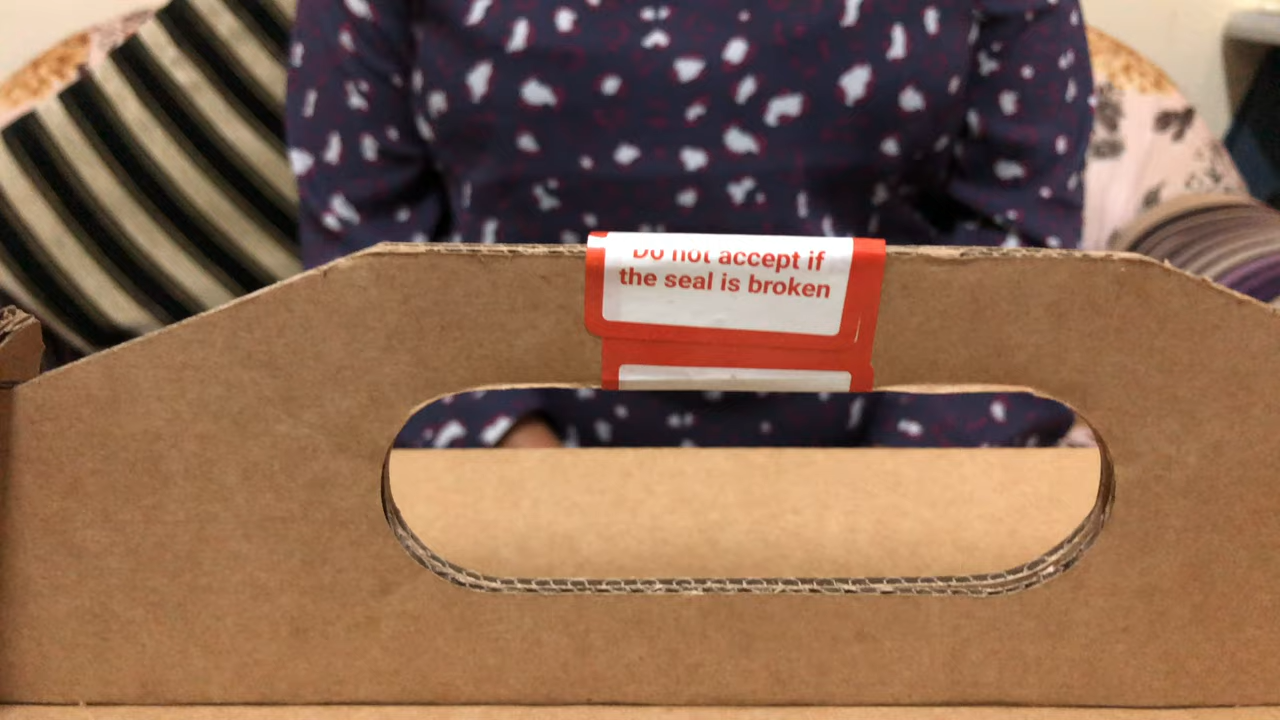 Do not accept if
the seal is broken